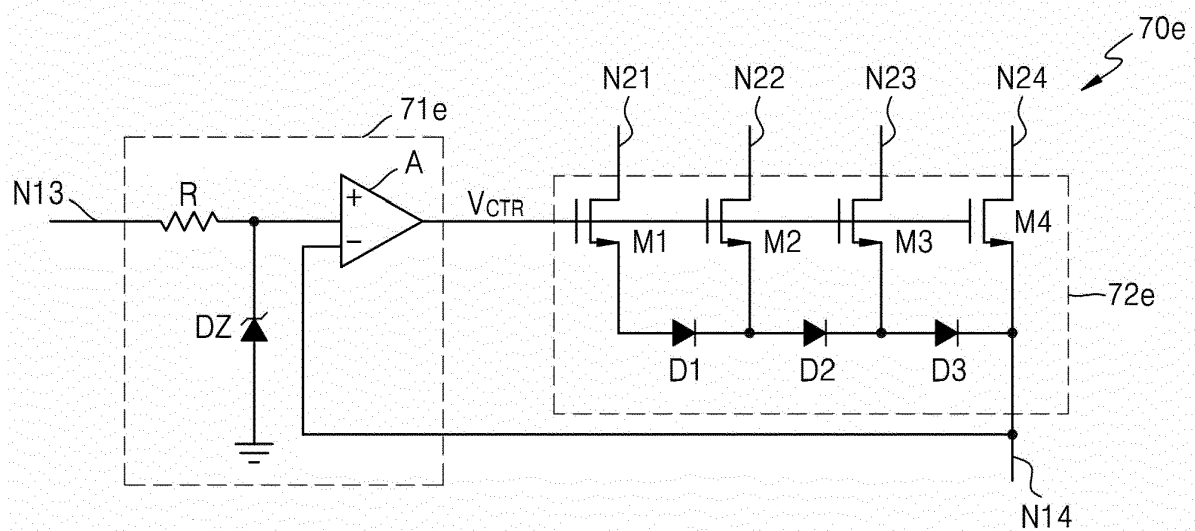 70e
N21 N22 N23 N24
71e
A
N13 R + VCTR
− M1 M2 M3 M4
72e
DZ
D1 D2 D3
N14